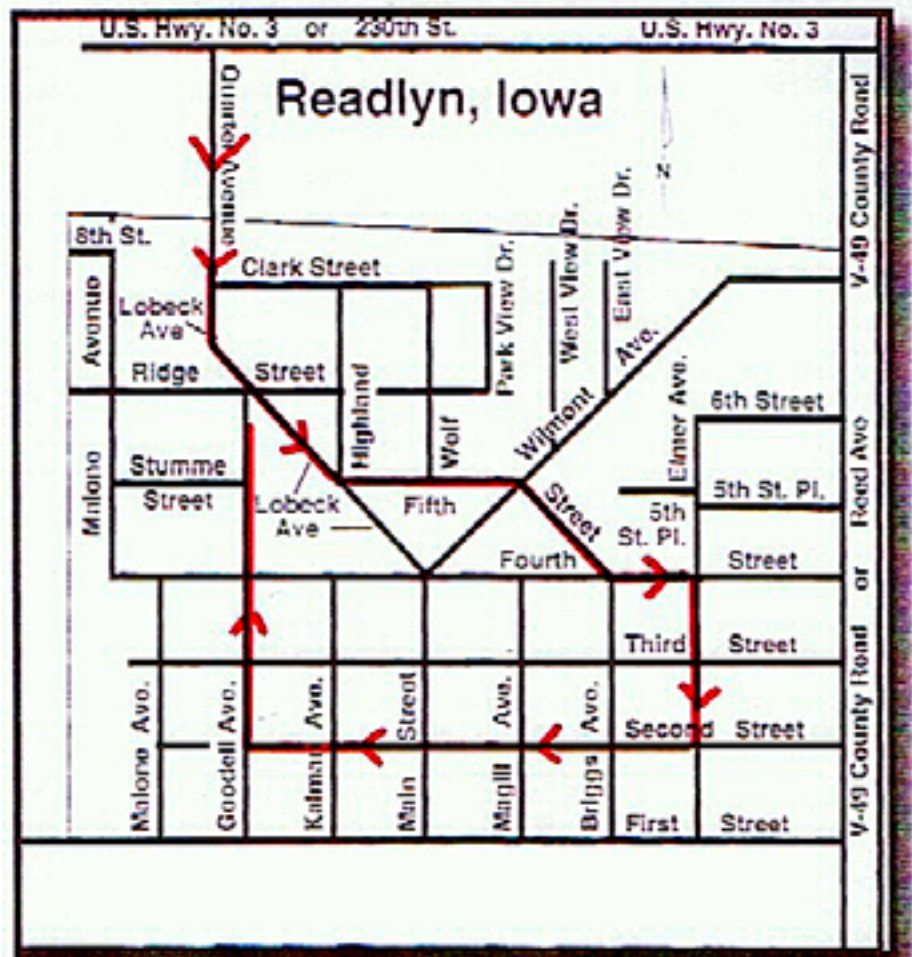 U.S. Hwy. No. 3 or 230th St. U.S. Hwy. No. 3
Readlyn, Iowa
Quarter Avenue
V-49 County Road
N
8th St.
Clark Street
Park View Dr.
West View Dr.
East View Dr.
Lobeck
Ave
Avenue
Ridge Street
Highland
Wolf
Wilmont Ave.
Elmer Ave.
6th Street
Stumme
Street
Malone
Lobeck
Ave
Fifth Street
5th St. Pl.
5th
St. Pl.
Fourth Street
or Reed Ave
Third Street
Malone Ave.
Goodell Ave.
Kalman Ave.
Main Street
Magill Ave.
Briggs Ave.
Second Street
First Street
V-49 County Road